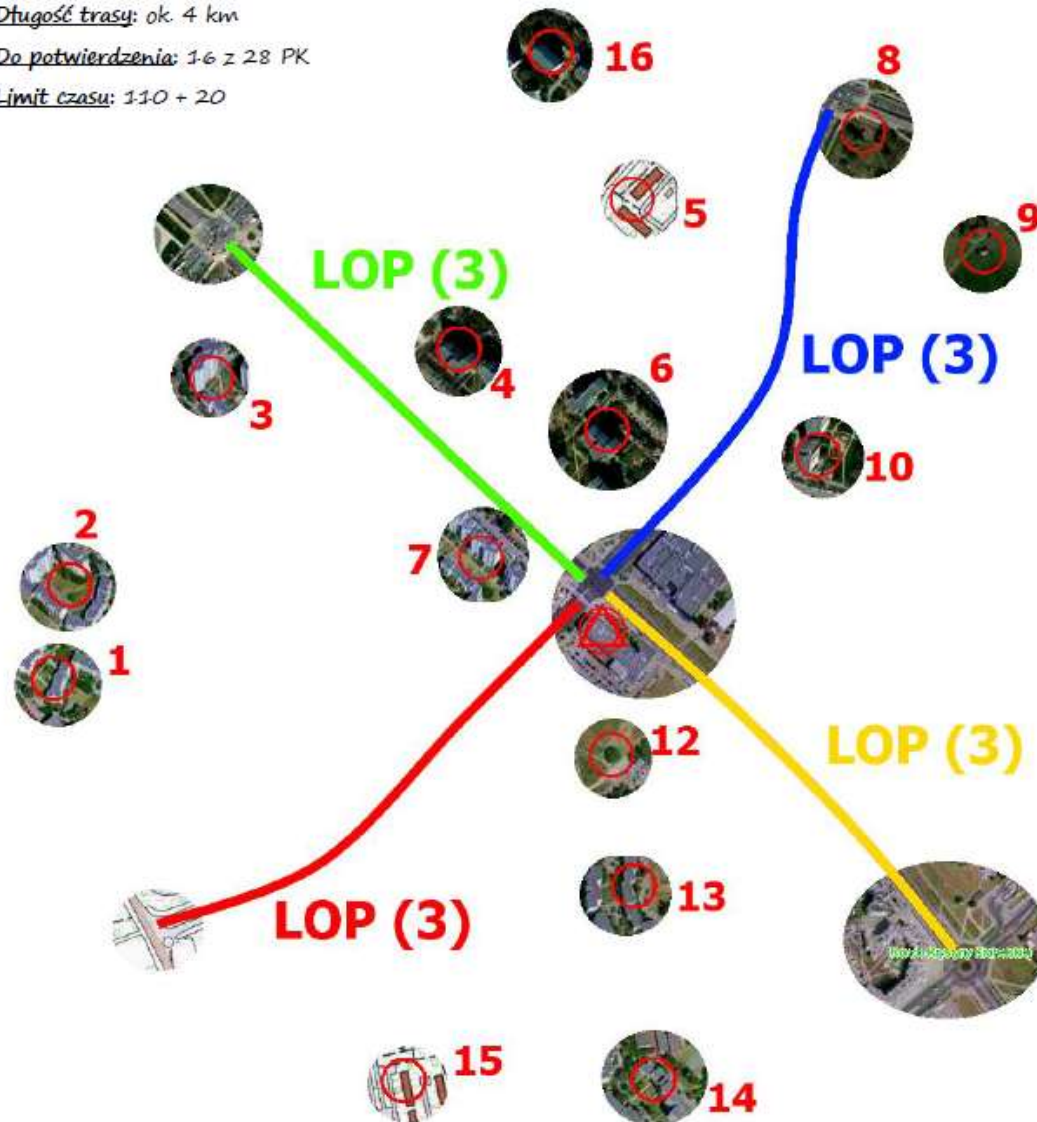 Długość trasy: ok. 4 km
Do potwierdzenia: 16 z 28 PK
Limit czasu: 110 + 20
16
8
5
9
LOP (3)
LOP (3)
3
4
6
10
2
7
1
12
LOP (3)
13
LOP (3)
15
14